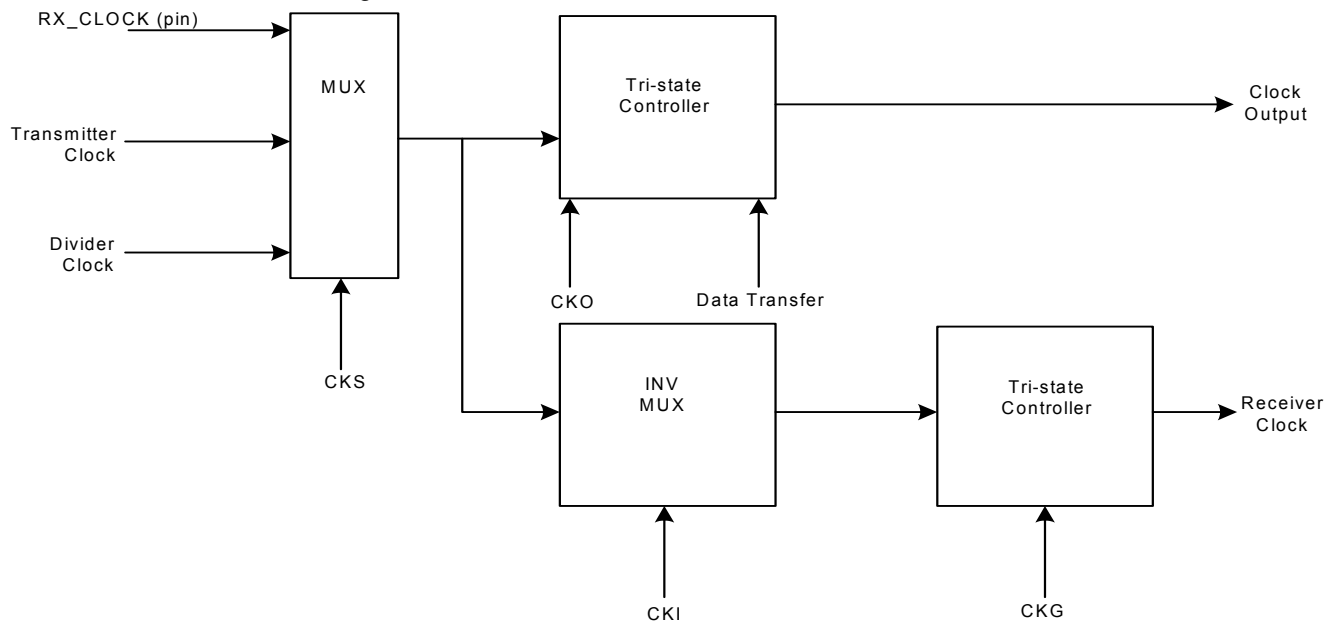 RX_CLOCK (pin)
MUX
Tri-state
Controller
Clock
Output
Transmitter
Clock
Divider
Clock
CKO
Data Transfer
CKS
INV
MUX
Tri-state
Controller
Receiver
Clock
CKI
CKG